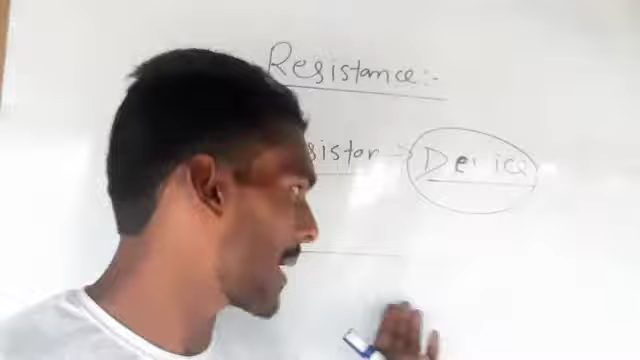 Resistance:-
sistor → Device